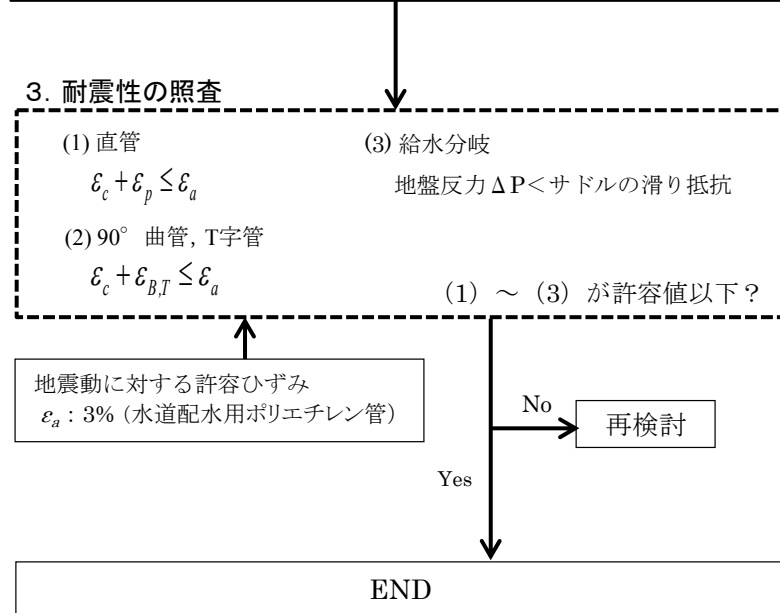 3．耐震性の照査
(1) 直管
ε_c + ε_p ≤ ε_a
(2) 90° 曲管，T字管
ε_c + ε_{B,T} ≤ ε_a
(3) 給水分岐
地盤反力ΔP＜サドルの滑り抵抗
（1）～（3）が許容値以下？
地震動に対する許容ひずみ
ε_a：3%（水道配水用ポリエチレン管）
No
再検討
Yes
END